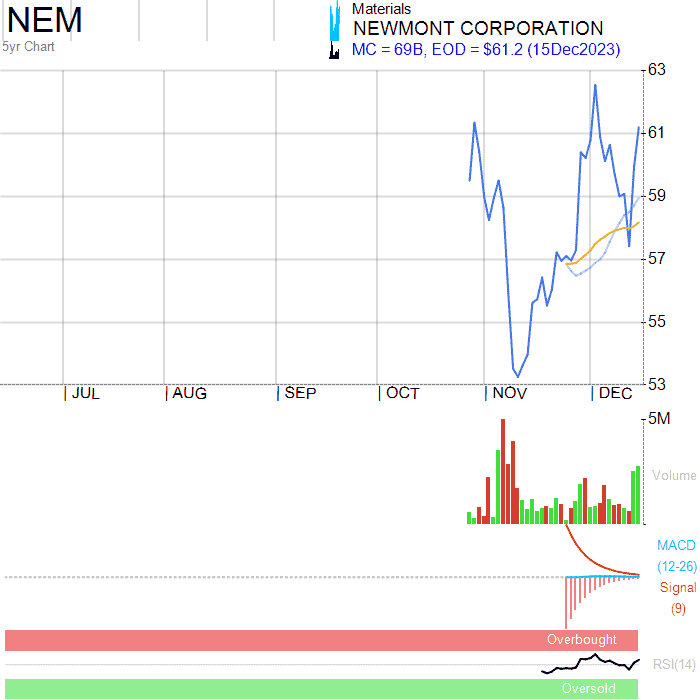 NEM
5yr Chart
Materials
NEWMONT CORPORATION
MC = 69B, EOD = $61.2 (15Dec2023)
63
61
59
57
55
53
JUL AUG SEP OCT NOV DEC
5M
Volume
MACD
(12-26)
Signal
(9)
Overbought
RSI(14)
Oversold